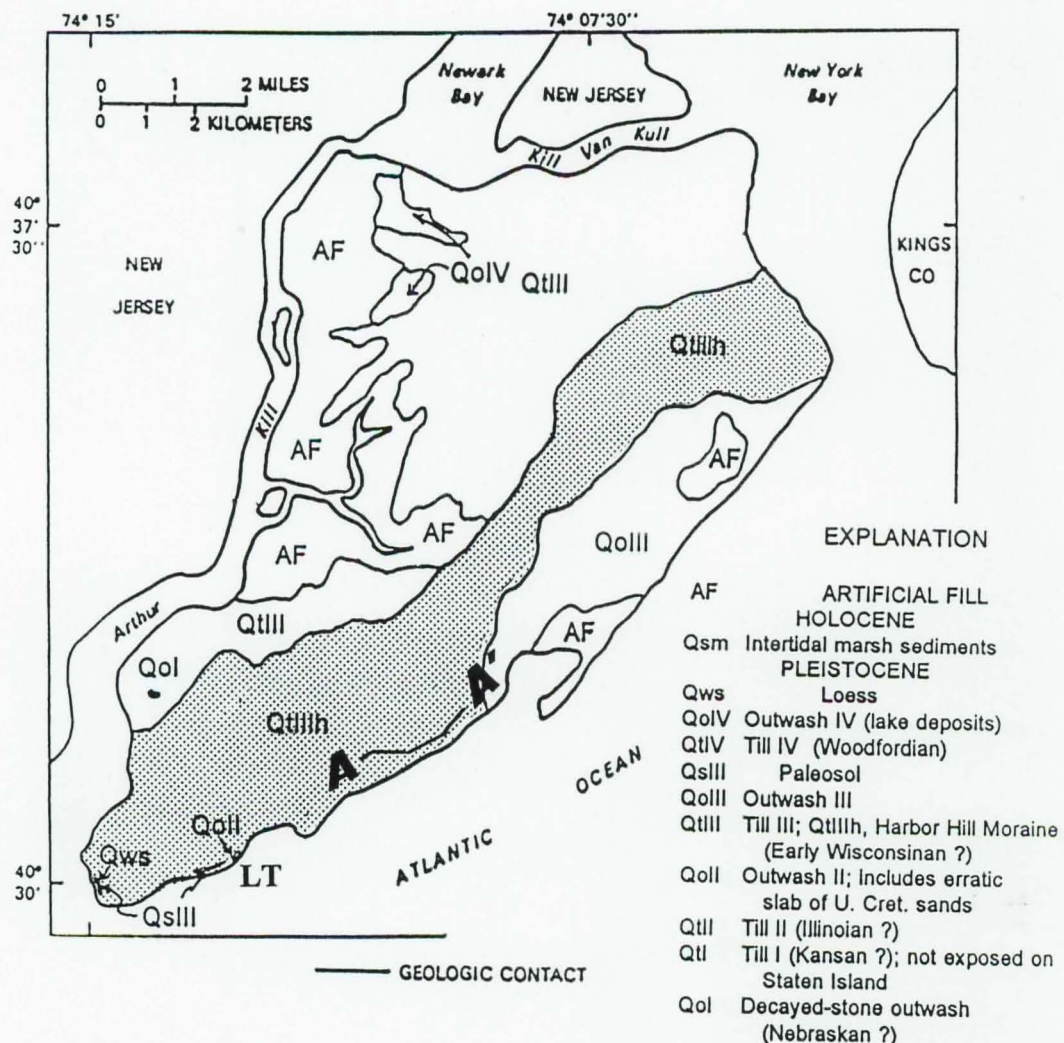 74° 15'
74° 07'30''
0 1 2 MILES
0 1 2 KILOMETERS
Newark
Bay
NEW JERSEY
New York
Bay
Kill Van Kull
40°
37'
30''
NEW
JERSEY
AF
QoIV
QtIII
KINGS
CO
QtIIIh
Kill
AF
AF
AF
AF
QoIII
Arthur
QtIII
AF
QoI
A'
QtIIIh
A
OCEAN
QoII
ATLANTIC
Qws
LT
40°
30'
QsIII
GEOLOGIC CONTACT
EXPLANATION
AF ARTIFICIAL FILL
HOLOCENE
Qsm Intertidal marsh sediments
PLEISTOCENE
Qws Loess
QoIV Outwash IV (lake deposits)
QtIV Till IV (Woodfordian)
QsIII Paleosol
QoIII Outwash III
QtIII Till III; QtIIIh, Harbor Hill Moraine
(Early Wisconsinan ?)
QoII Outwash II; includes erratic
slab of U. Cret. sands
QtII Till II (Illinoian ?)
QtI Till I (Kansan ?); not exposed on
Staten Island
QoI Decayed-stone outwash
(Nebraskan ?)